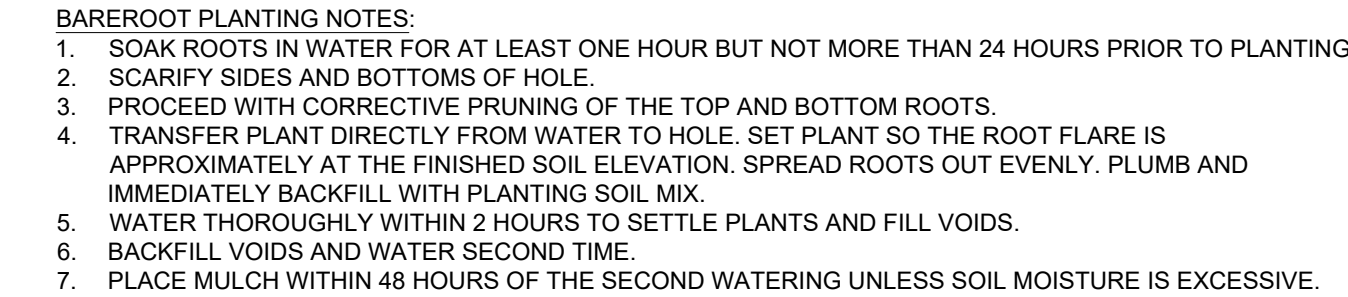 BAREROOT PLANTING NOTES:
1. SOAK ROOTS IN WATER FOR AT LEAST ONE HOUR BUT NOT MORE THAN 24 HOURS PRIOR TO PLANTING
2. SCARIFY SIDES AND BOTTOMS OF HOLE.
3. PROCEED WITH CORRECTIVE PRUNING OF THE TOP AND BOTTOM ROOTS.
4. TRANSFER PLANT DIRECTLY FROM WATER TO HOLE. SET PLANT SO THE ROOT FLARE IS
APPROXIMATELY AT THE FINISHED SOIL ELEVATION. SPREAD ROOTS OUT EVENLY. PLUMB AND
IMMEDIATELY BACKFILL WITH PLANTING SOIL MIX.
5. WATER THOROUGHLY WITHIN 2 HOURS TO SETTLE PLANTS AND FILL VOIDS.
6. BACKFILL VOIDS AND WATER SECOND TIME.
7. PLACE MULCH WITHIN 48 HOURS OF THE SECOND WATERING UNLESS SOIL MOISTURE IS EXCESSIVE.